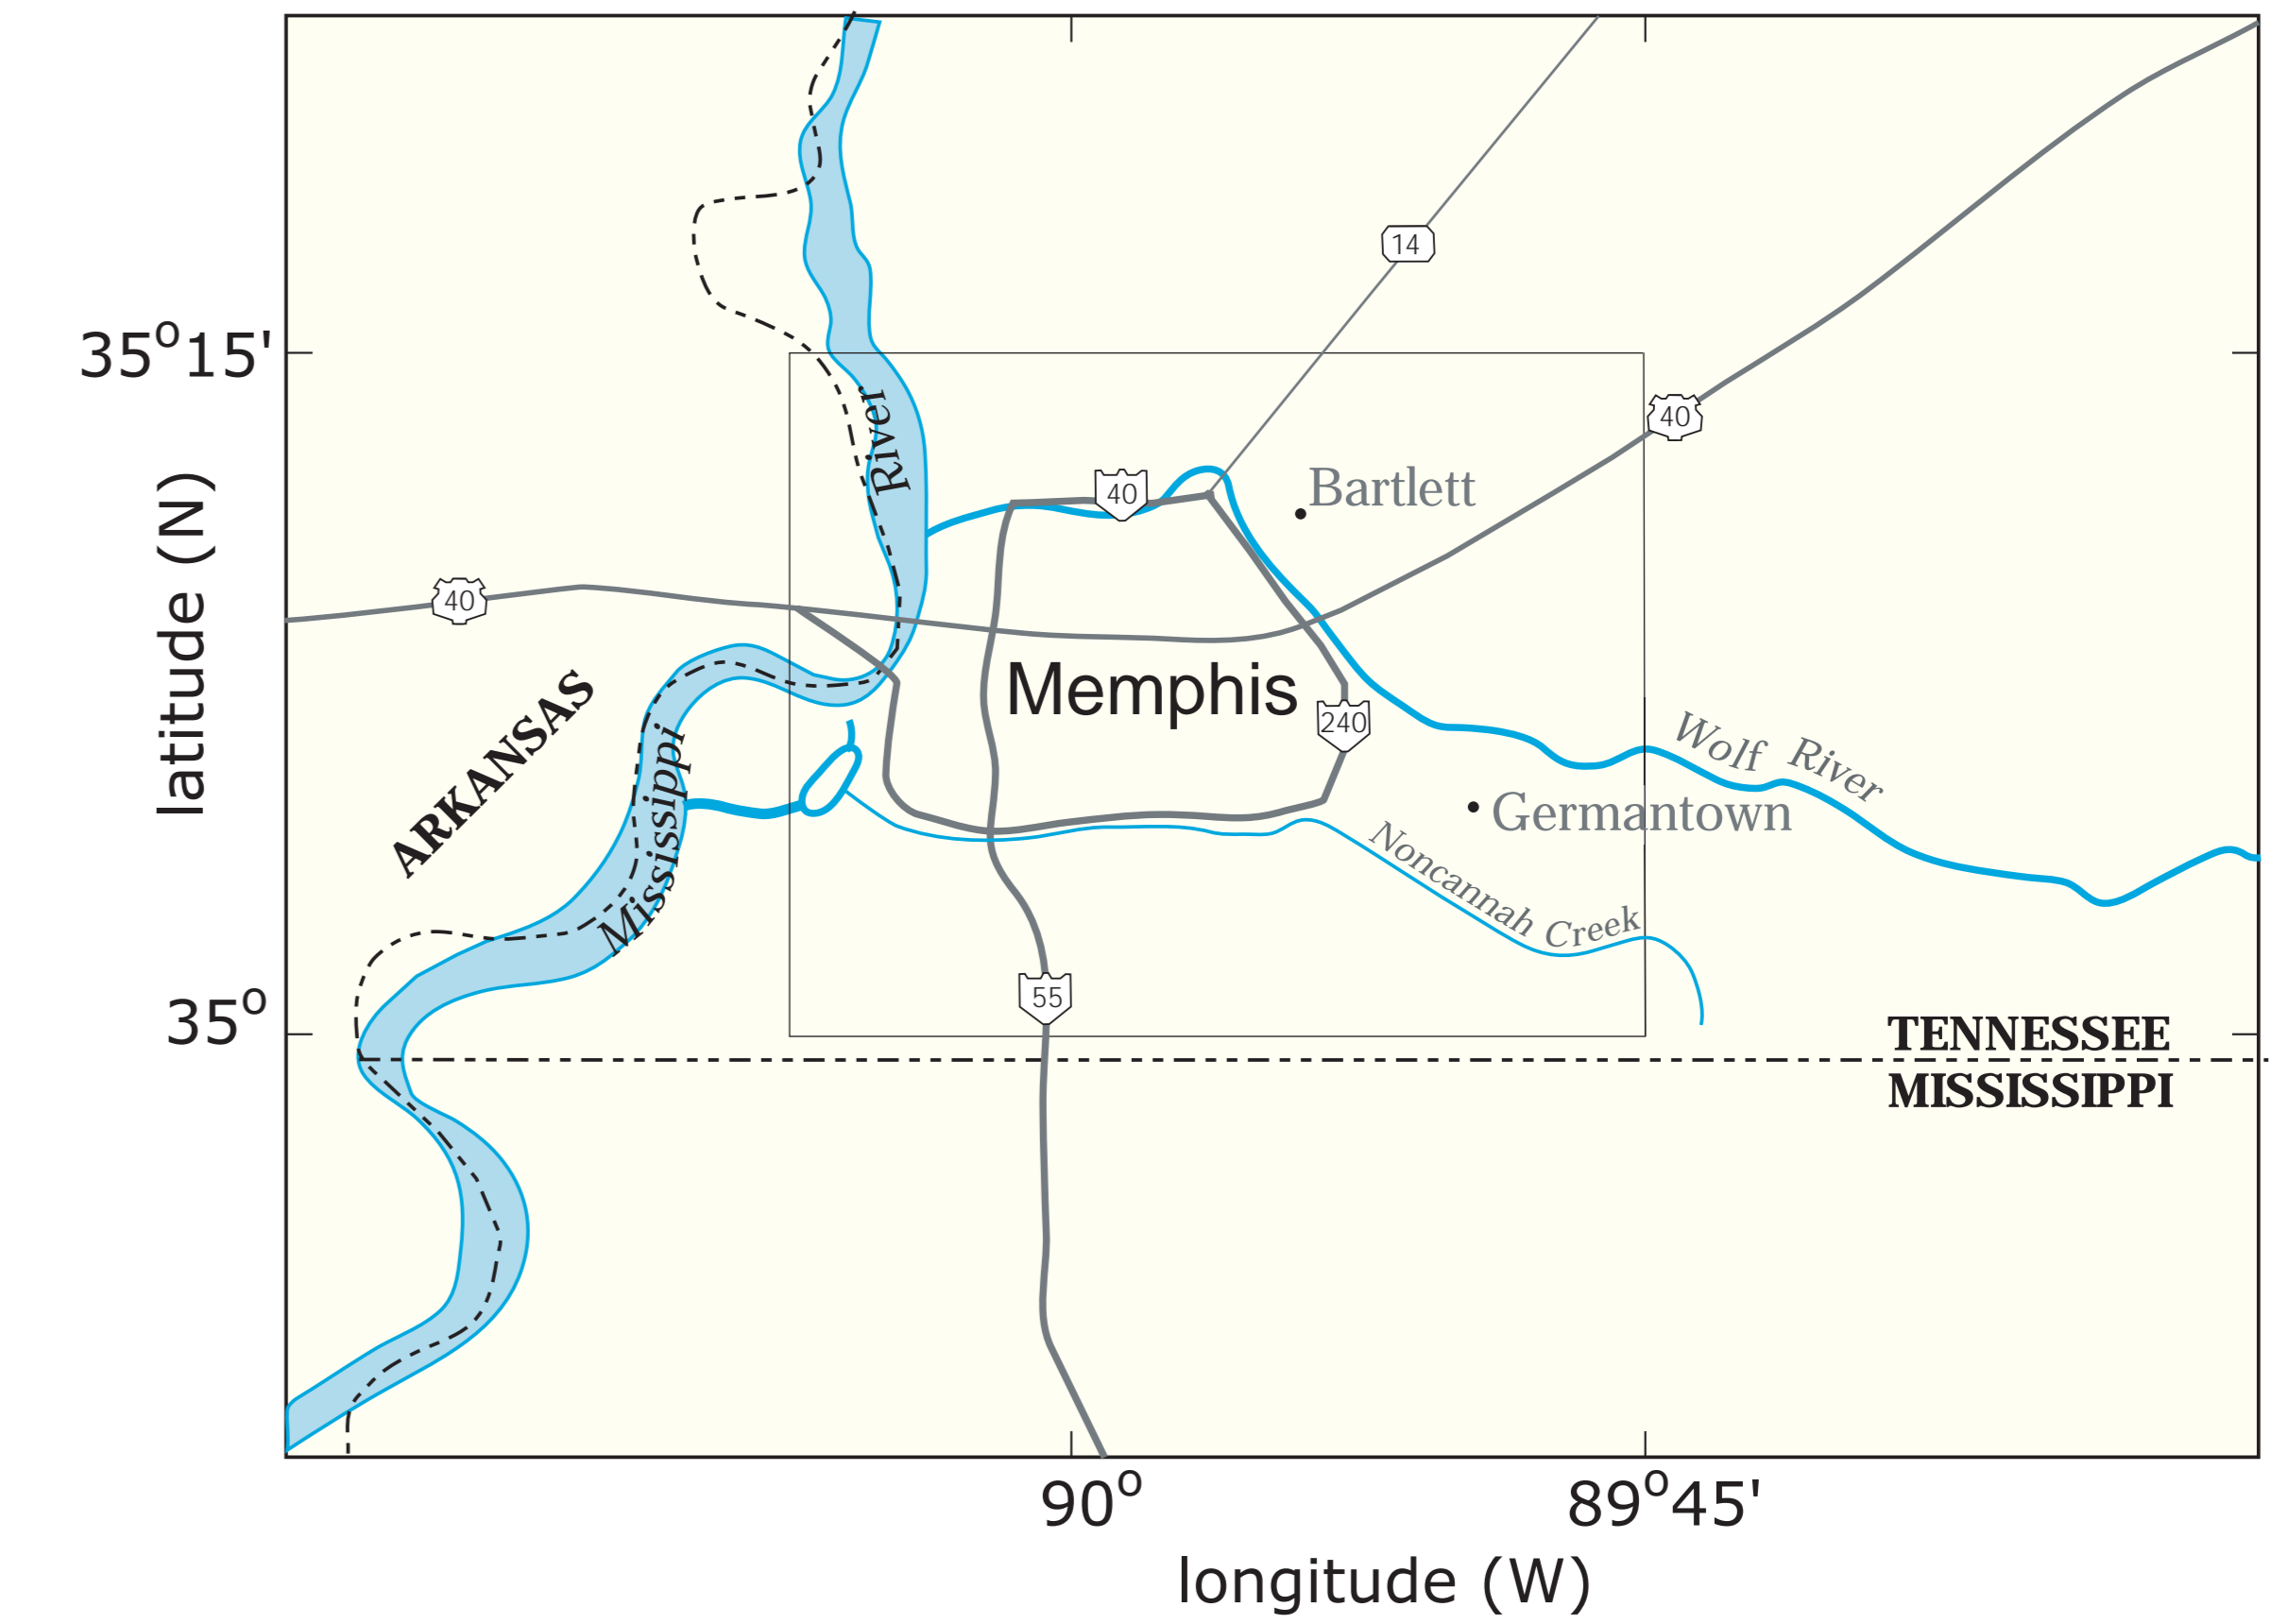 14
35°15'
River
40
40
Bartlett
latitude (N)
40
ARKANSAS
Memphis
240
Wolf River
Mississippi
Germantown
Noncannah Creek
55
35°
TENNESSEE
MISSISSIPPI
90°
89°45'
longitude (W)